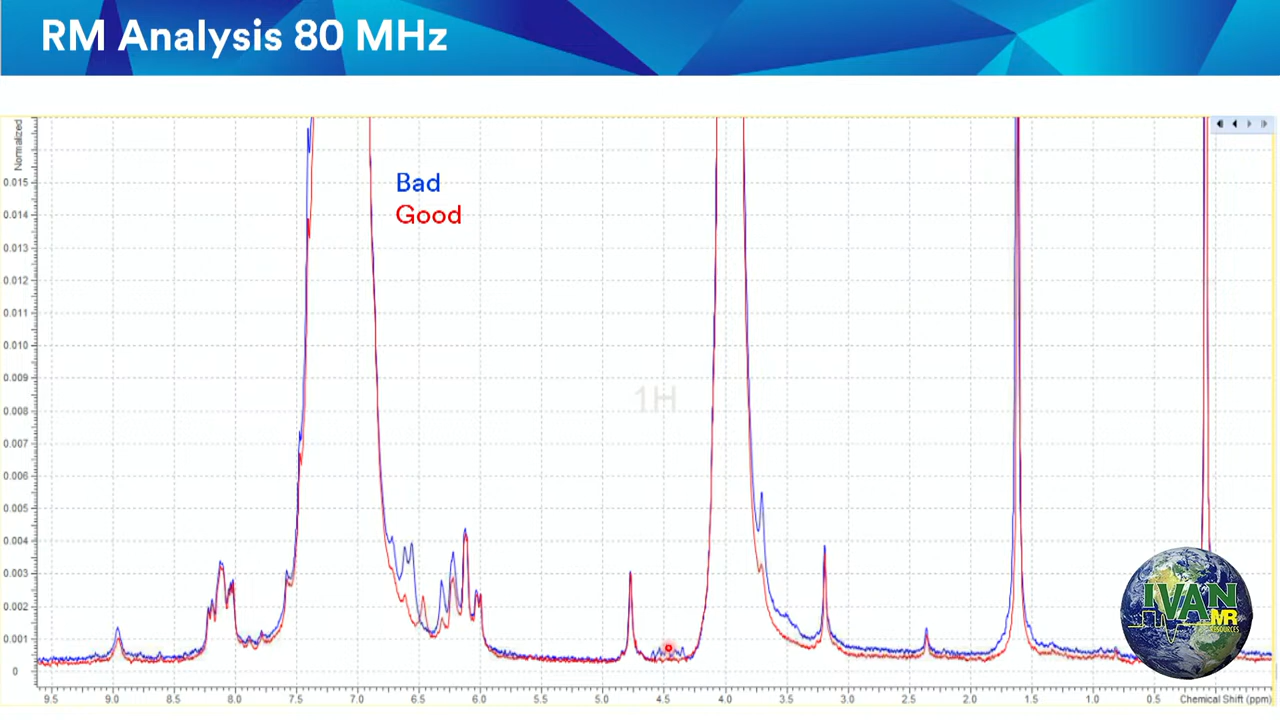 RM Analysis 80 MHz
Normalized
Bad
Good
0.015
0.014
0.013
0.012
0.011
0.010
0.009
0.008
0.007
0.006
0.005
0.004
0.003
0.002
0.001
0
1H
IVAN
MR
RESOURCES
9.5 9.0 8.5 8.0 7.5 7.0 6.5 6.0 5.5 5.0 4.5 4.0 3.5 3.0 2.5 2.0 1.5 1.0 0.5 Chemical Shift (ppm)